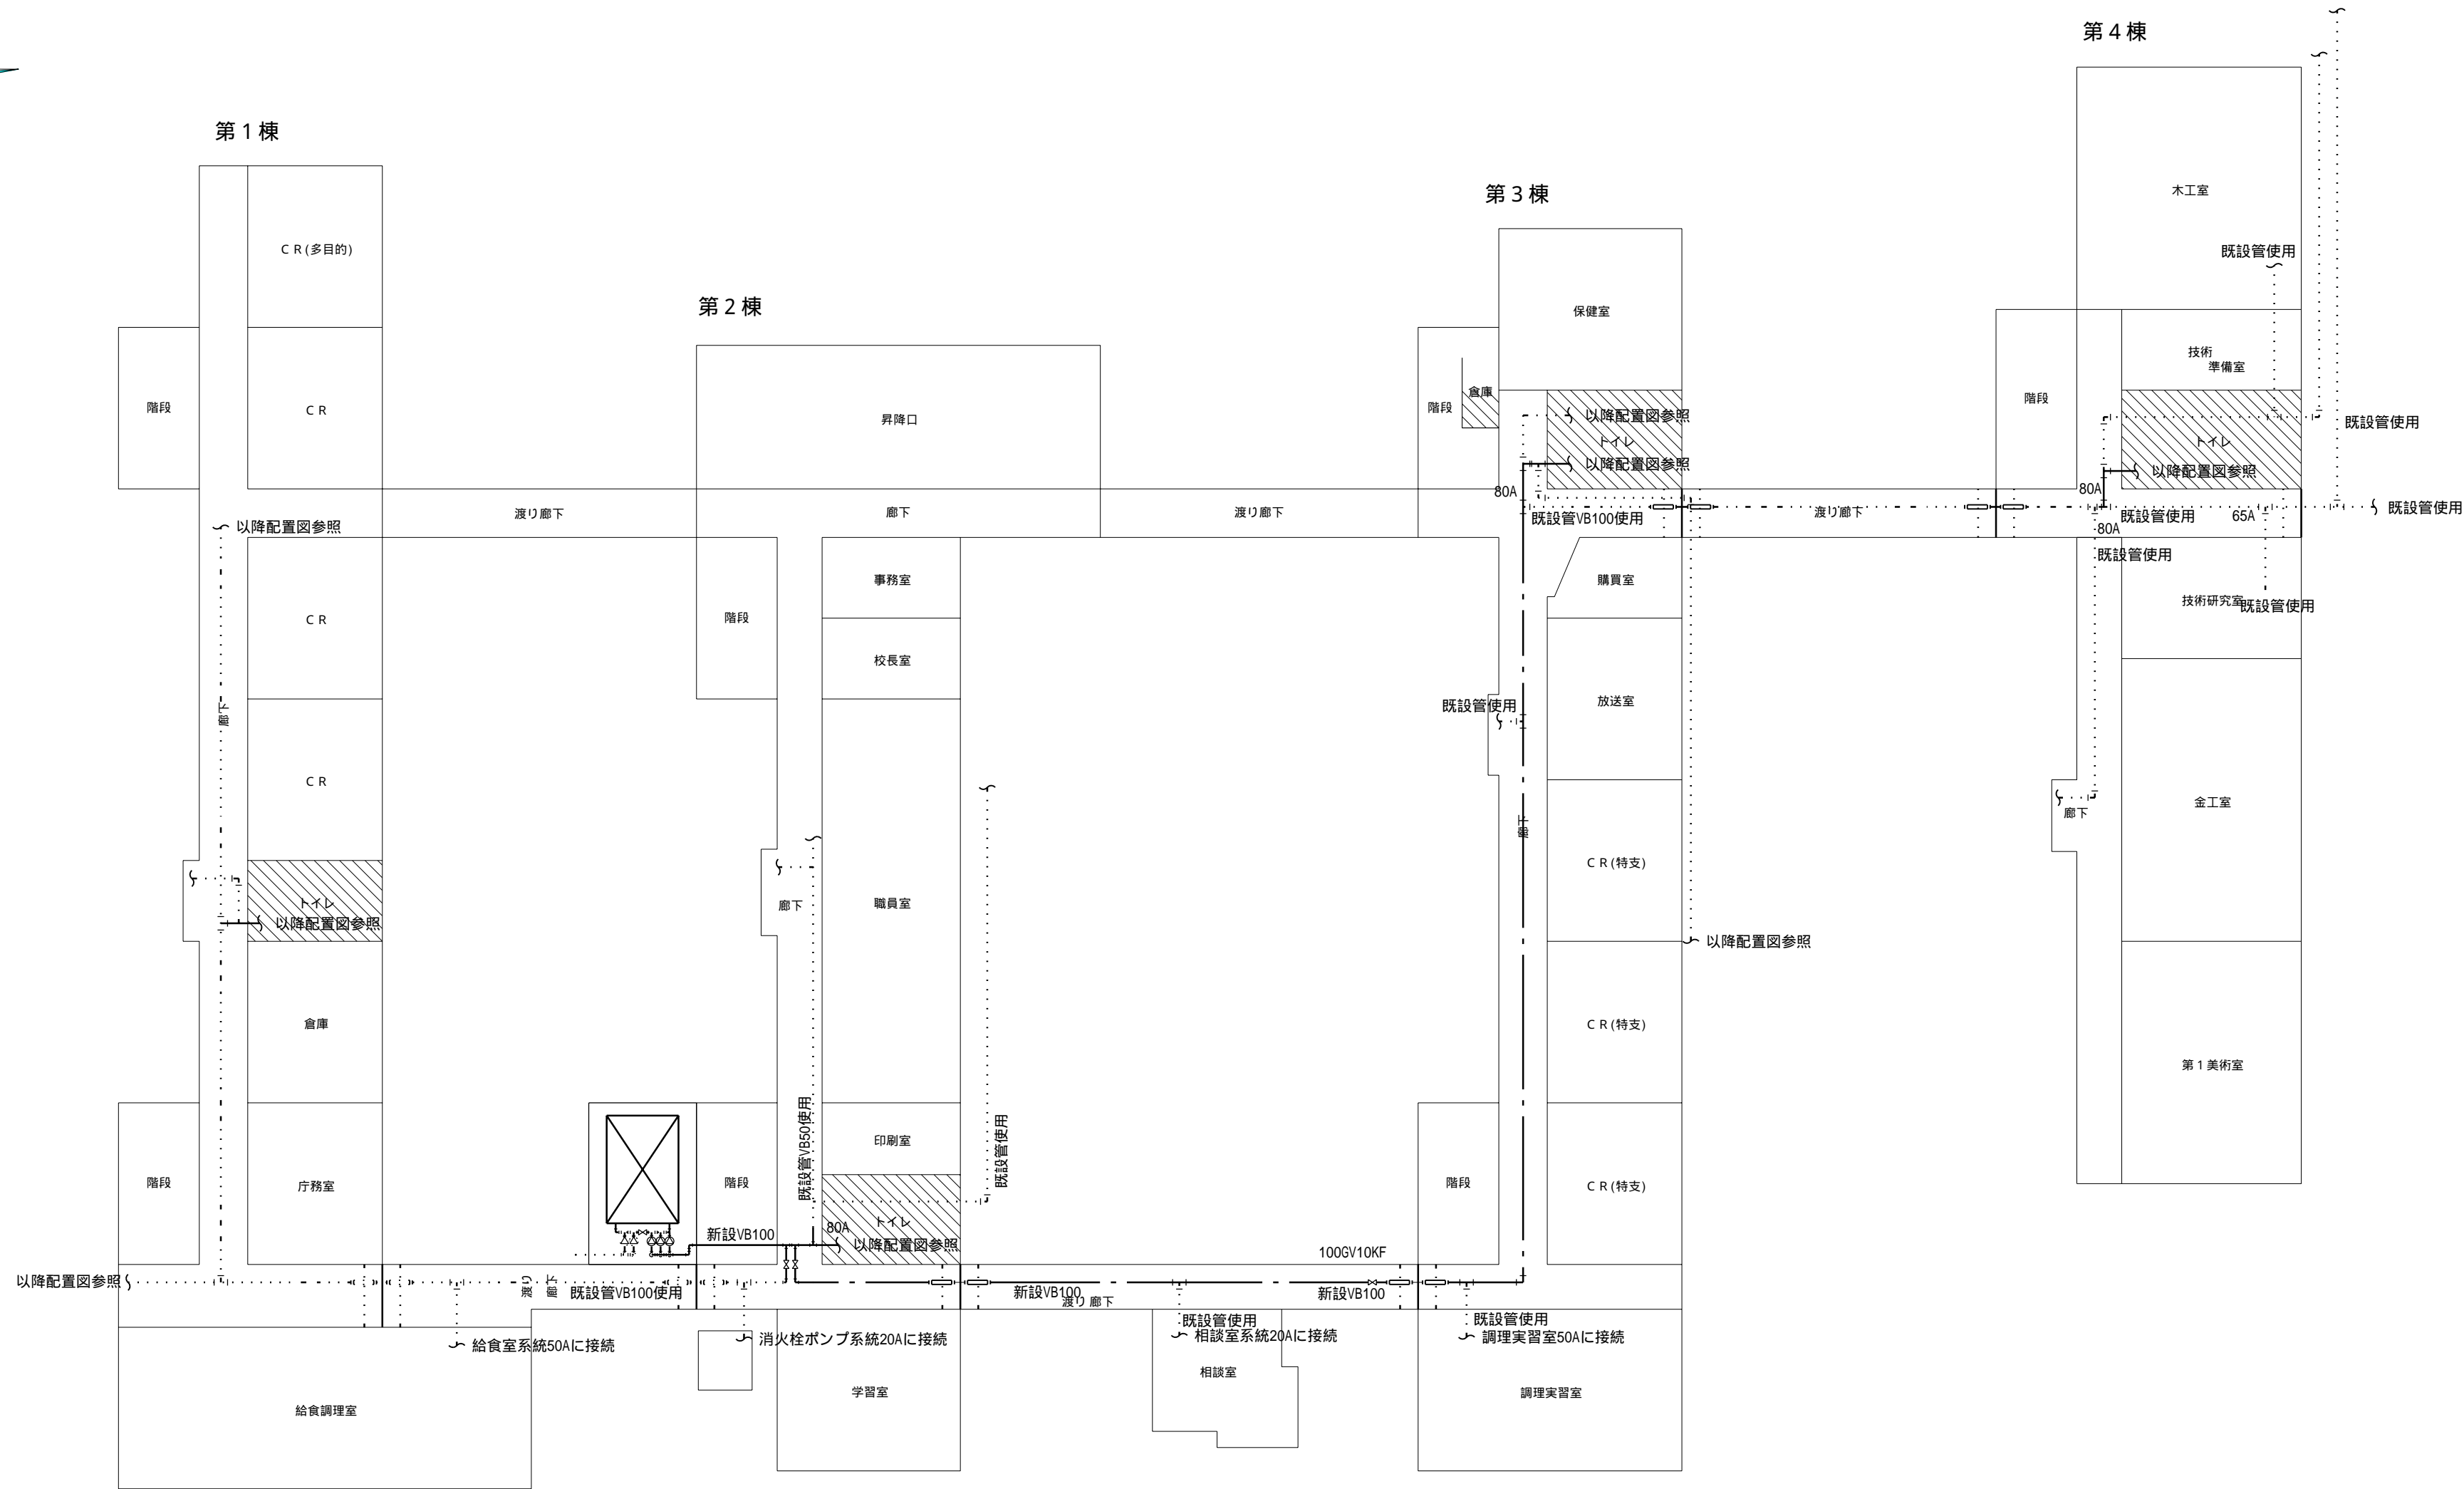 第４棟
第１棟
第３棟
第２棟
木工室
ＣＲ(多目的)
既設管使用
保健室
技術
準備室
階段
ＣＲ
昇降口
階段
倉庫
以降配置図参照
トイレ
以降配置図参照
階段
既設管使用
トイレ
以降配置図参照
80A
80A
渡り廊下
廊下
渡り廊下
既設管VB100使用
渡り廊下
既設管使用
65A
既設管使用
以降配置図参照
80A
既設管使用
事務室
購買室
技術研究室
既設管使用
ＣＲ
階段
校長室
廊下
既設管使用
放送室
ＣＲ
金工室
廊下
廊下
ＣＲ(特支)
トイレ
以降配置図参照
廊下
職員室
以降配置図参照
倉庫
ＣＲ(特支)
第１美術室
既設管VB50使用
印刷室
既設管使用
階段
庁務室
階段
階段
ＣＲ(特支)
トイレ
80A
新設VB100
以降配置図参照
100GV10KF
以降配置図参照
渡り
廊下
既設管VB100使用
新設VB100
渡り廊下
新設VB100
既設管使用
既設管使用
給食室系統50Aに接続
消火栓ポンプ系統20Aに接続
相談室系統20Aに接続
調理実習室50Aに接続
相談室
学習室
調理実習室
給食調理室